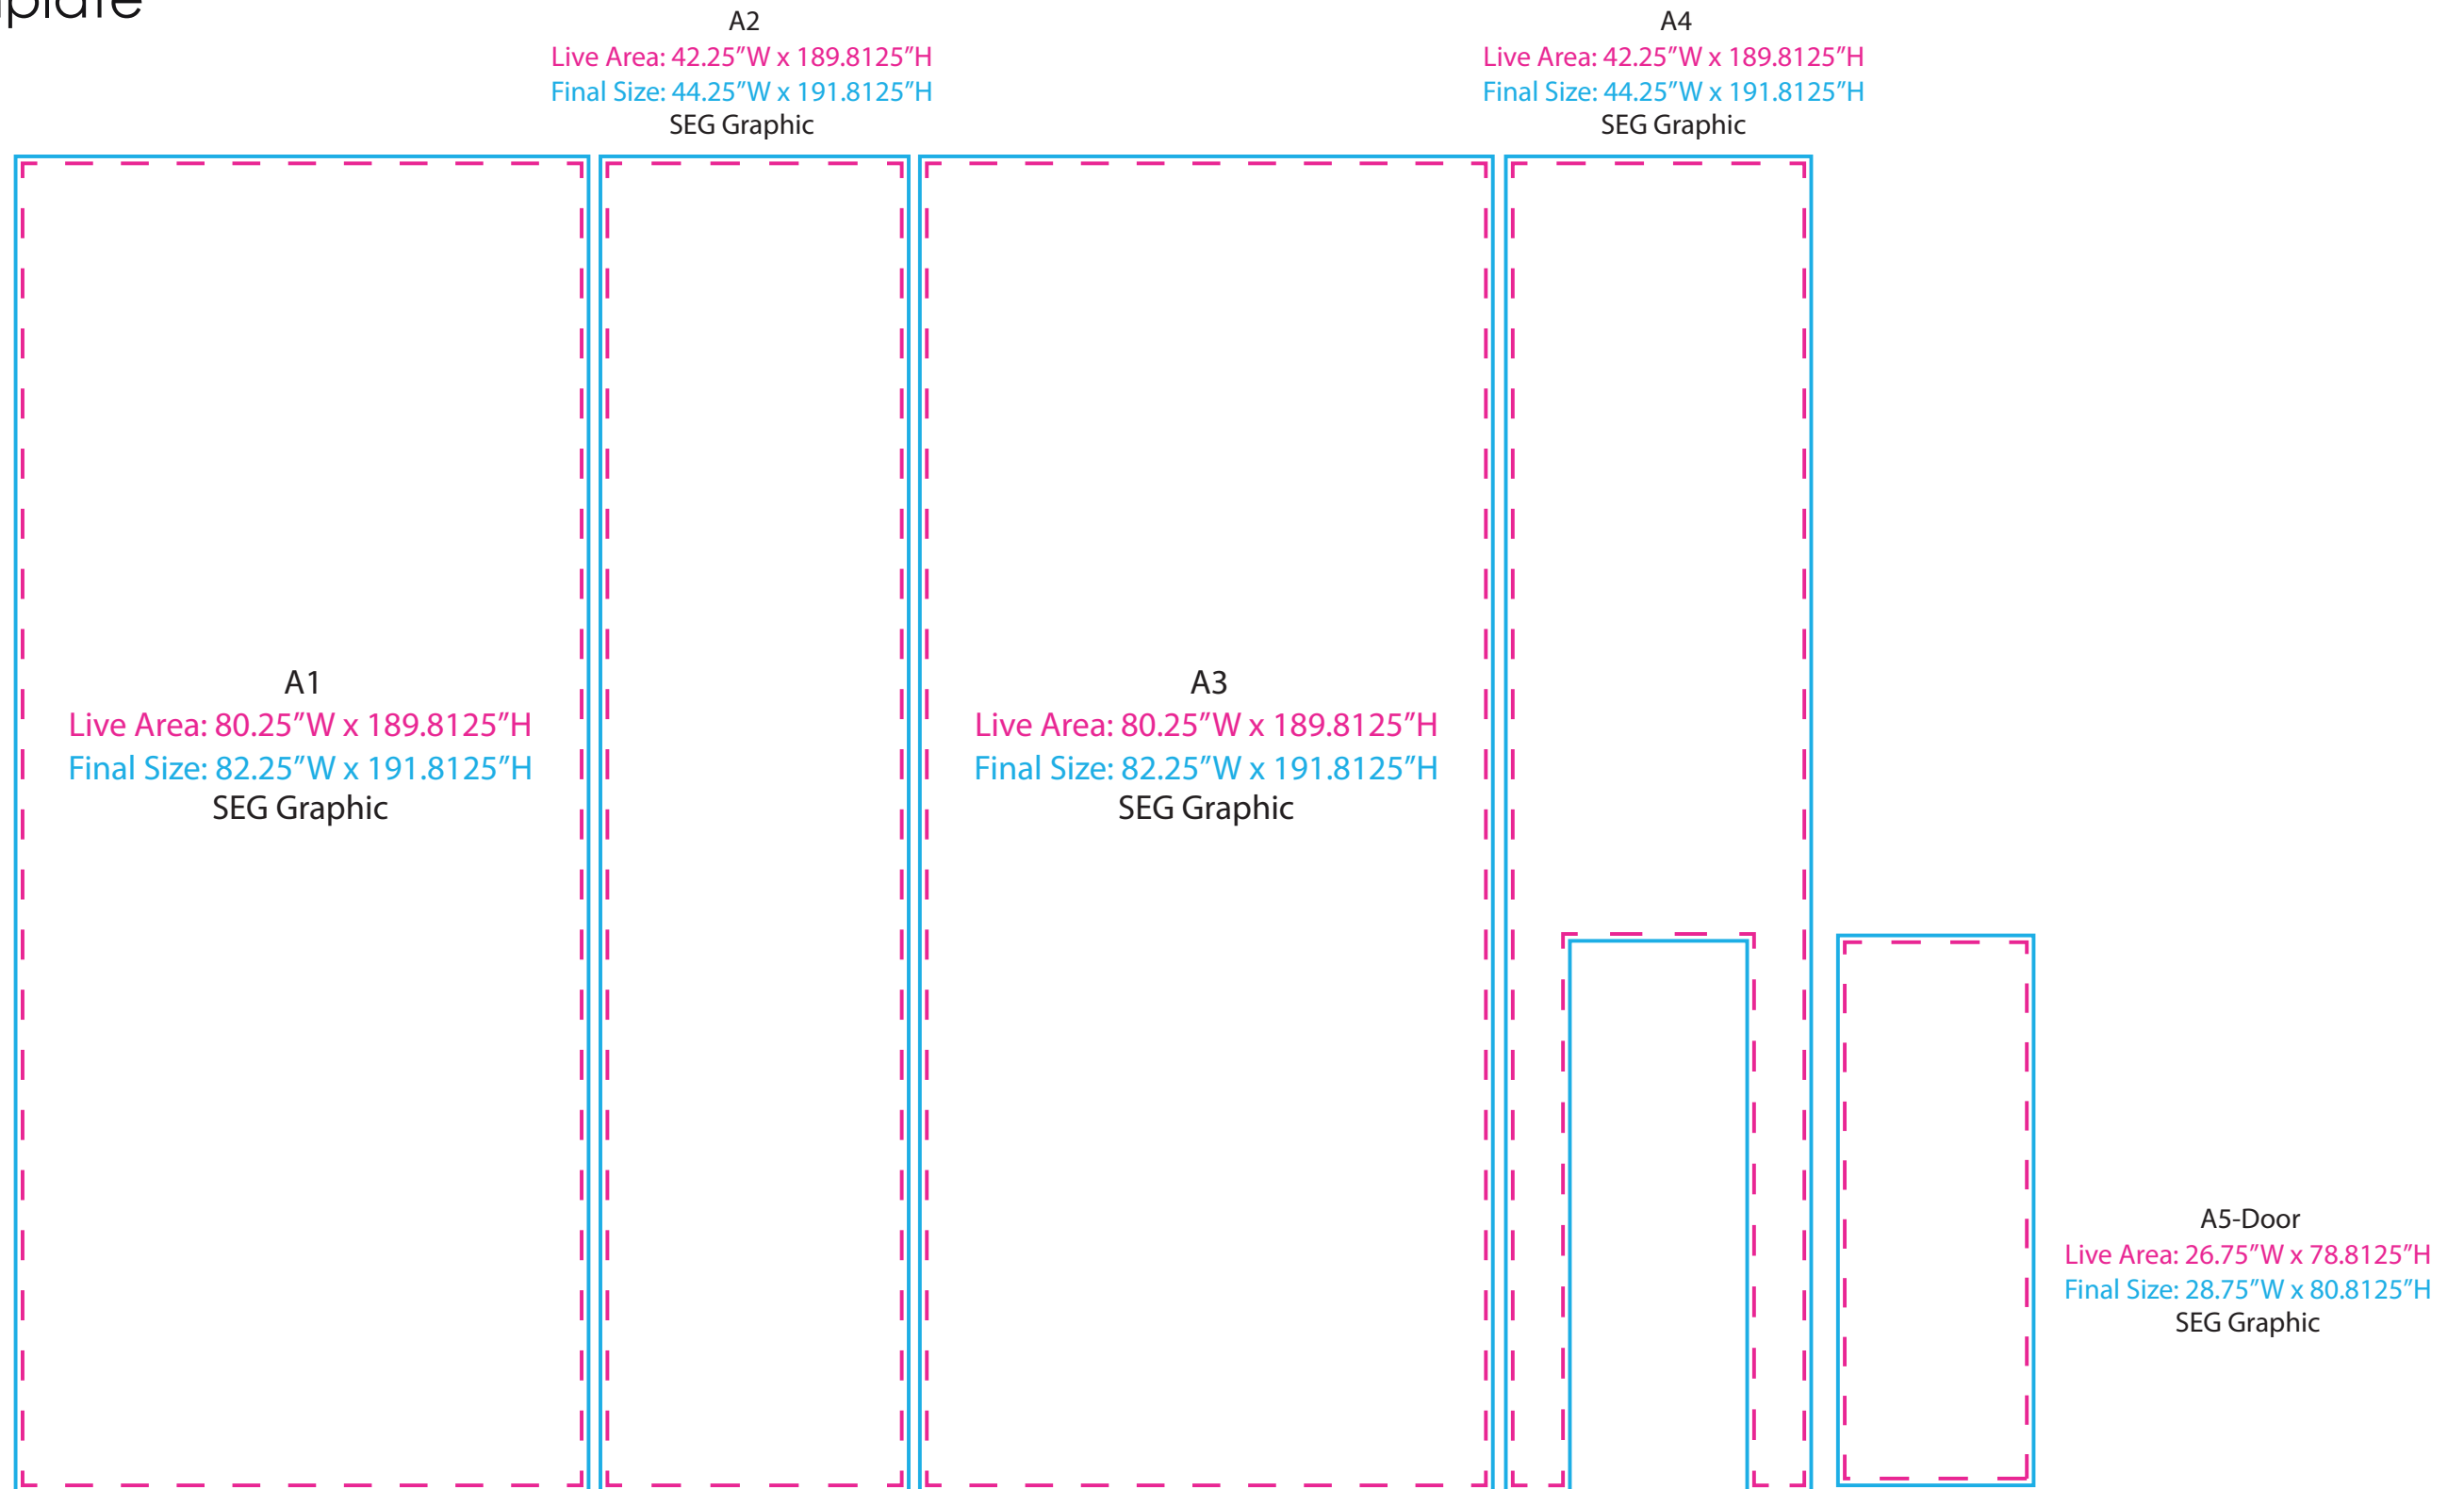 A2
Live Area: 42.25”W x 189.8125”H
Final Size: 44.25”W x 191.8125”H
SEG Graphic
A4
Live Area: 42.25”W x 189.8125”H
Final Size: 44.25”W x 191.8125”H
SEG Graphic
A1
Live Area: 80.25”W x 189.8125”H
Final Size: 82.25”W x 191.8125”H
SEG Graphic
A3
Live Area: 80.25”W x 189.8125”H
Final Size: 82.25”W x 191.8125”H
SEG Graphic
A5-Door
Live Area: 26.75”W x 78.8125”H
Final Size: 28.75”W x 80.8125”H
SEG Graphic